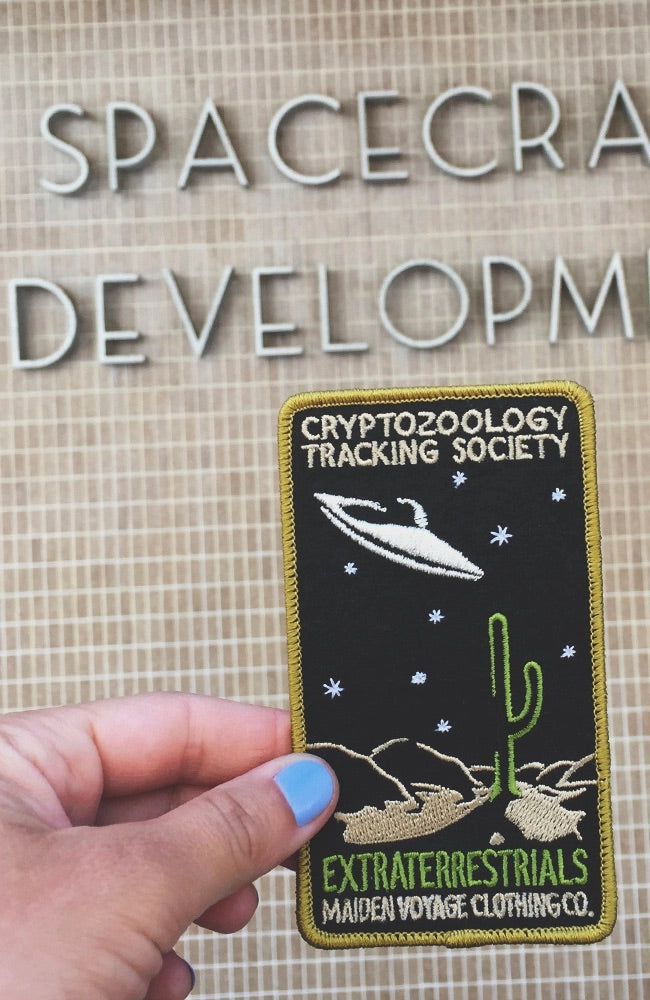 SPACECRA
DEVELOPM
CRYPTOZOOLOGY
TRACKING SOCIETY
EXTRATERRESTRIALS
MAIDEN VOYAGE CLOTHING CO.